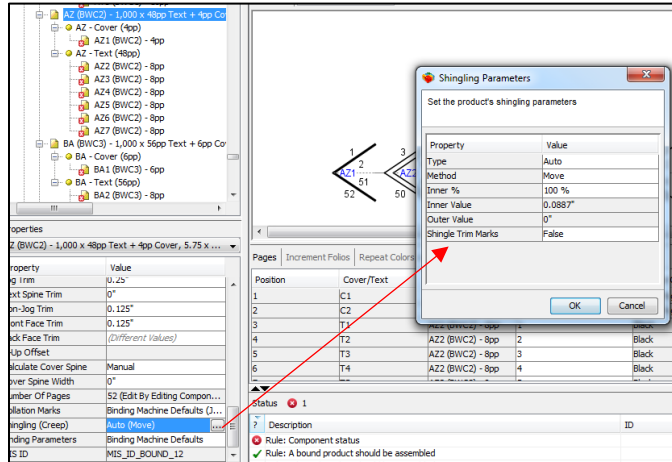 AZ (BWC2) - 1,000 x 48pp Text + 4pp Co
AZ - Cover (4pp)
AZ1 (BWC2) - 4pp
AZ - Text (48pp)
AZ2 (BWC2) - 8pp
AZ3 (BWC2) - 8pp
AZ4 (BWC2) - 8pp
AZ5 (BWC2) - 8pp
AZ6 (BWC2) - 8pp
AZ7 (BWC2) - 8pp
BA (BWC3) - 1,000 x 56pp Text + 6pp Co
BA - Cover (6pp)
BA1 (BWC3) - 6pp
BA - Text (56pp)
BA2 (BWC3) - 8pp
roperties
Z (BWC2) - 1,000 x 48pp Text + 4pp Cover, 5.75 x ...
roperty Value
og Trim 0.25"
ext Spine Trim 0"
on-Jog Trim 0.125"
ont Face Trim 0.125"
ack Face Trim (Different Values)
-Up Offset
alculate Cover Spine Manual
over Spine Width 0"
umber Of Pages 52 (Edit By Editing Compon...
ollation Marks Binding Machine Defaults (J...
hingling (Creep) Auto (Move) ...
nding Parameters Binding Machine Defaults
IS ID MIS_ID_BOUND_12
1
2
AZ1
51
52
3
AZ2
50
Shingling Parameters
Set the product's shingling parameters
Property Value
Type Auto
Method Move
Inner % 100 %
Inner Value 0.0887"
Outer Value 0"
Shingle Trim Marks False
OK Cancel
Pages Increment Folios Repeat Colors
Position Cover/Text
1 C1
2 C2
3 T1 AZ2 (BWC2) - 8pp 1 Black
4 T2 AZ2 (BWC2) - 8pp 2 Black
5 T3 AZ2 (BWC2) - 8pp 3 Black
6 T4 AZ2 (BWC2) - 8pp 4 Black
Status 1
? Description ID
Rule: Component status
Rule: A bound product should be assembled